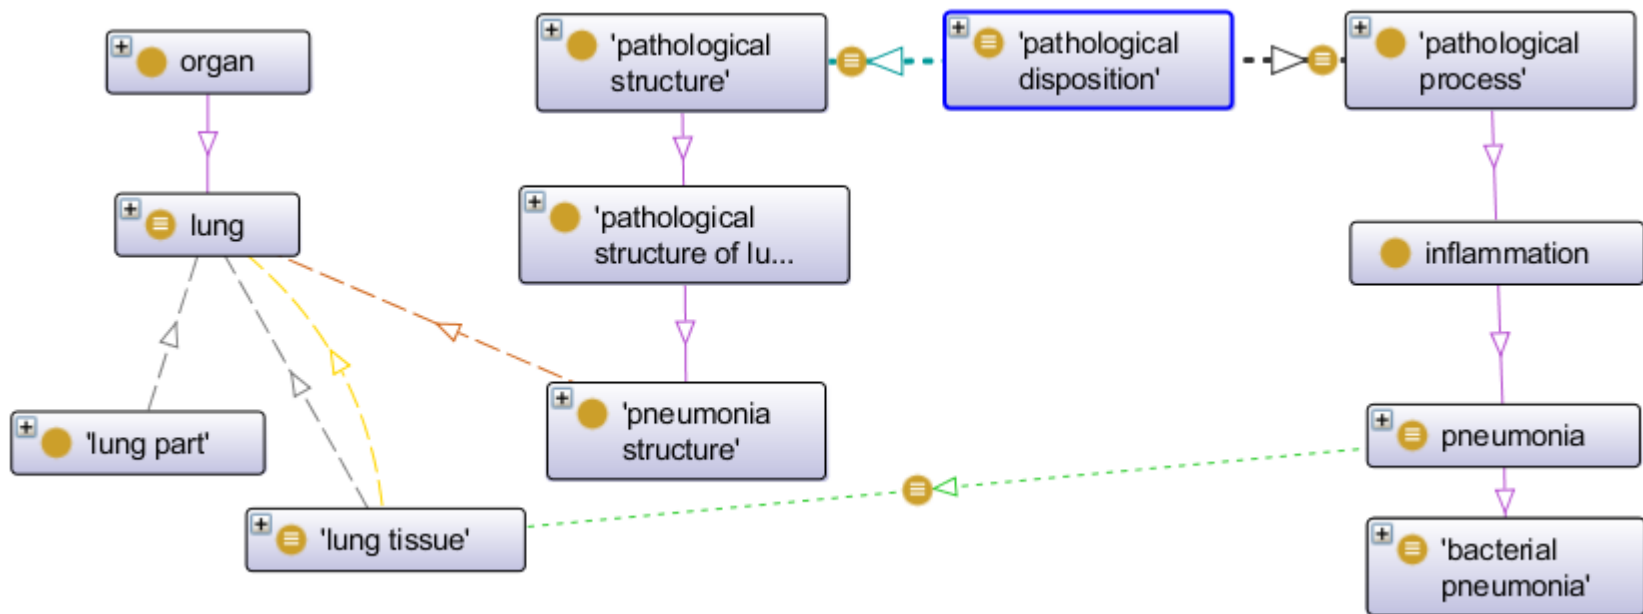 organ
'pathological
structure'
'pathological
disposition'
'pathological
process'
lung
'pathological
structure of lu...
inflammation
'lung part'
'pneumonia
structure'
pneumonia
'lung tissue'
'bacterial
pneumonia'